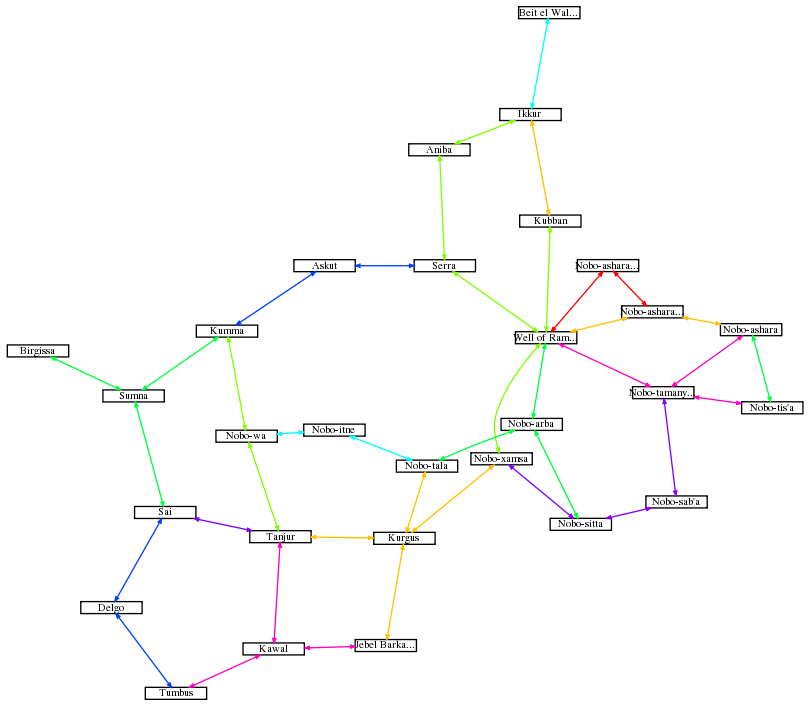 Beit el Wal...
Ikkur
Aniba
Kubban
Askut
Serra
Nobo-ashara...
Nobo-ashara...
Kumma
Nobo-ashara
Well of Ram...
Birgissa
Sumna
Nobo-tamany...
Nobo-tis'a
Nobo-arba
Nobo-itne
Nobo-wa
Nobo-xamsa
Nobo-tala
Nobo-sab'a
Sai
Nobo-sitta
Tanjur
Kurgus
Delgo
Jebel Barka...
Kawal
Tumbus